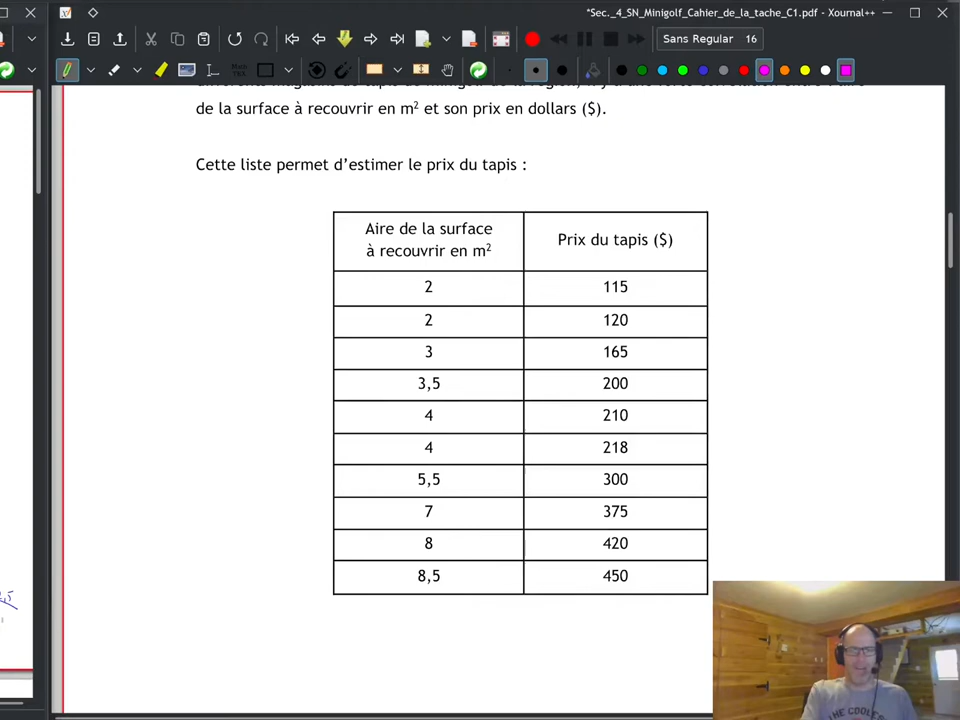 *Sec._4_SN_Minigolf_Cahier_de_la_tache_C1.pdf - Xournal++
Sans Regular 16
de la surface à recouvrir en m² et son prix en dollars ($).
Cette liste permet d'estimer le prix du tapis :
Aire de la surface
à recouvrir en m²
Prix du tapis ($)
2 115
2 120
3 165
3,5 200
4 210
4 218
5,5 300
7 375
8 420
8,5 450
THE COOLE